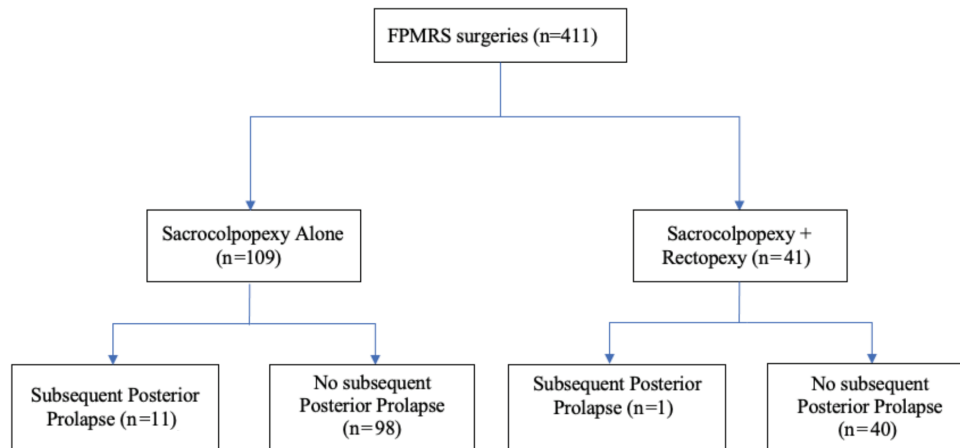 FPMRS surgeries (n=411)
Sacrocolpopexy Alone
(n=109)
Sacrocolpopexy +
Rectopexy (n=41)
Subsequent Posterior
Prolapse (n=11)
No subsequent
Posterior Prolapse
(n=98)
Subsequent Posterior
Prolapse (n=1)
No subsequent
Posterior Prolapse
(n=40)